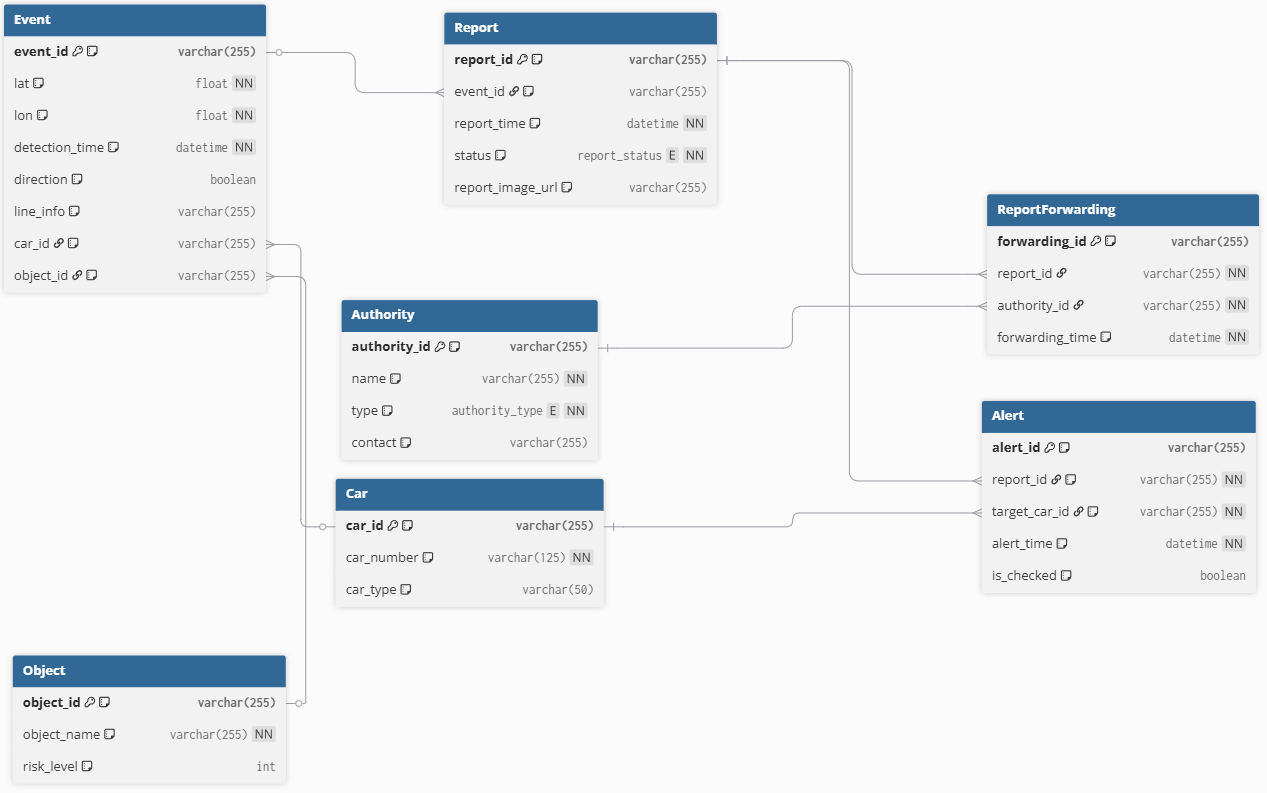 Event
event_id varchar(255)
lat float NN
lon float NN
detection_time datetime NN
direction boolean
line_info varchar(255)
car_id varchar(255)
object_id varchar(255)
Report
report_id varchar(255)
event_id varchar(255)
report_time datetime NN
status report_status E NN
report_image_url varchar(255)
ReportForwarding
forwarding_id varchar(255)
report_id varchar(255) NN
authority_id varchar(255) NN
forwarding_time datetime NN
Authority
authority_id varchar(255)
name varchar(255) NN
type authority_type E NN
contact varchar(255)
Alert
alert_id varchar(255)
report_id varchar(255) NN
target_car_id varchar(255) NN
alert_time datetime NN
is_checked boolean
Car
car_id varchar(255)
car_number varchar(125) NN
car_type varchar(50)
Object
object_id varchar(255)
object_name varchar(255) NN
risk_level int